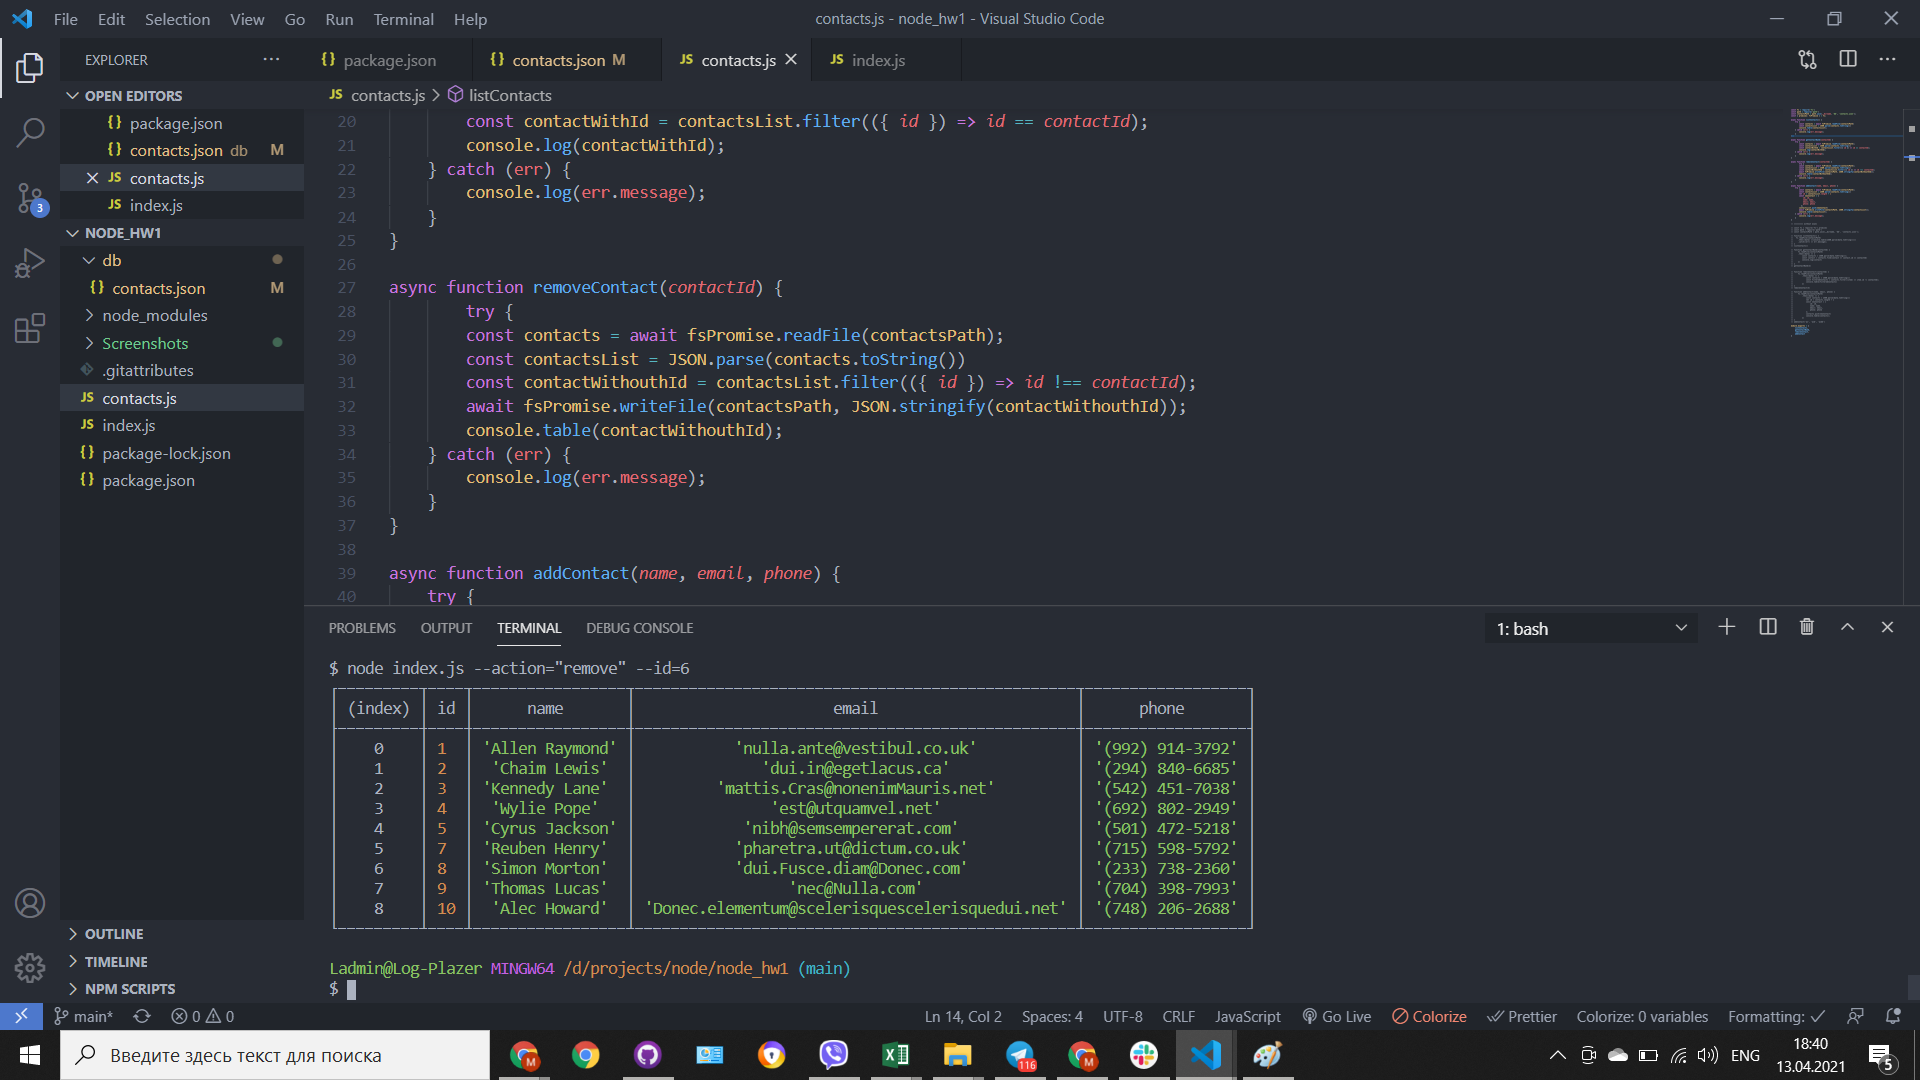 File Edit Selection View Go Run Terminal Help
contacts.js - node_hw1 - Visual Studio Code
EXPLORER
package.json
contacts.json M
JS contacts.js
JS index.js
OPEN EDITORS
{} package.json
{} contacts.json db M
JS contacts.js
JS index.js
NODE_HW1
db
{} contacts.json M
node_modules
Screenshots
.gitattributes
JS contacts.js
JS index.js
{} package-lock.json
{} package.json
OUTLINE
TIMELINE
NPM SCRIPTS
3
JS contacts.js > listContacts
20 const contactWithId = contactsList.filter(({ id }) => id == contactId);
21 console.log(contactWithId);
22 } catch (err) {
23 console.log(err.message);
24 }
25 }
26
27 async function removeContact(contactId) {
28 try {
29 const contacts = await fsPromise.readFile(contactsPath);
30 const contactsList = JSON.parse(contacts.toString())
31 const contactWithouthId = contactsList.filter(({ id }) => id !== contactId);
32 await fsPromise.writeFile(contactsPath, JSON.stringify(contactWithouthId));
33 console.table(contactWithouthId);
34 } catch (err) {
35 console.log(err.message);
36 }
37 }
38
39 async function addContact(name, email, phone) {
40 try {
PROBLEMS OUTPUT TERMINAL DEBUG CONSOLE
1: bash
$ node index.js --action="remove" --id=6
(index) id name email phone
0 1 'Allen Raymond' 'nulla.ante@vestibul.co.uk' '(992) 914-3792'
1 2 'Chaim Lewis' 'dui.in@egetlacus.ca' '(294) 840-6685'
2 3 'Kennedy Lane' 'mattis.Cras@nonenimMauris.net' '(542) 451-7038'
3 4 'Wylie Pope' 'est@utquamvel.net' '(692) 802-2949'
4 5 'Cyrus Jackson' 'nibh@semsempererat.com' '(501) 472-5218'
5 7 'Reuben Henry' 'pharetra.ut@dictum.co.uk' '(715) 598-5792'
6 8 'Simon Morton' 'dui.Fusce.diam@Donec.com' '(233) 738-2360'
7 9 'Thomas Lucas' 'nec@Nulla.com' '(704) 398-7993'
8 10 'Alec Howard' 'Donec.elementum@scelerisquescelerisquedui.net' '(748) 206-2688'
Ladmin@Log-Plazer MINGW64 /d/projects/node/node_hw1 (main)
$
main* 0 0
Ln 14, Col 2 Spaces: 4 UTF-8 CRLF JavaScript Go Live Colorize Prettier Colorize: 0 variables Formatting:
Введите здесь текст для поиска
M
116
M
ENG
18:40
13.04.2021
5